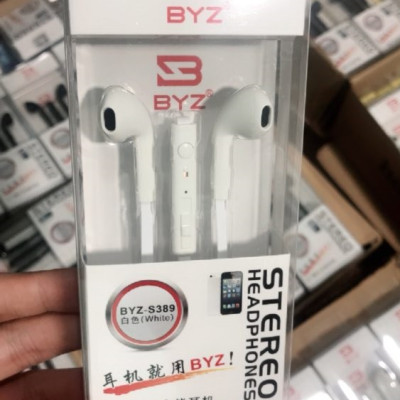 BYZ
BYZ®
BYZ-S389
白色(White)
STEREO
HEADPHONES
耳机就用BYZ!